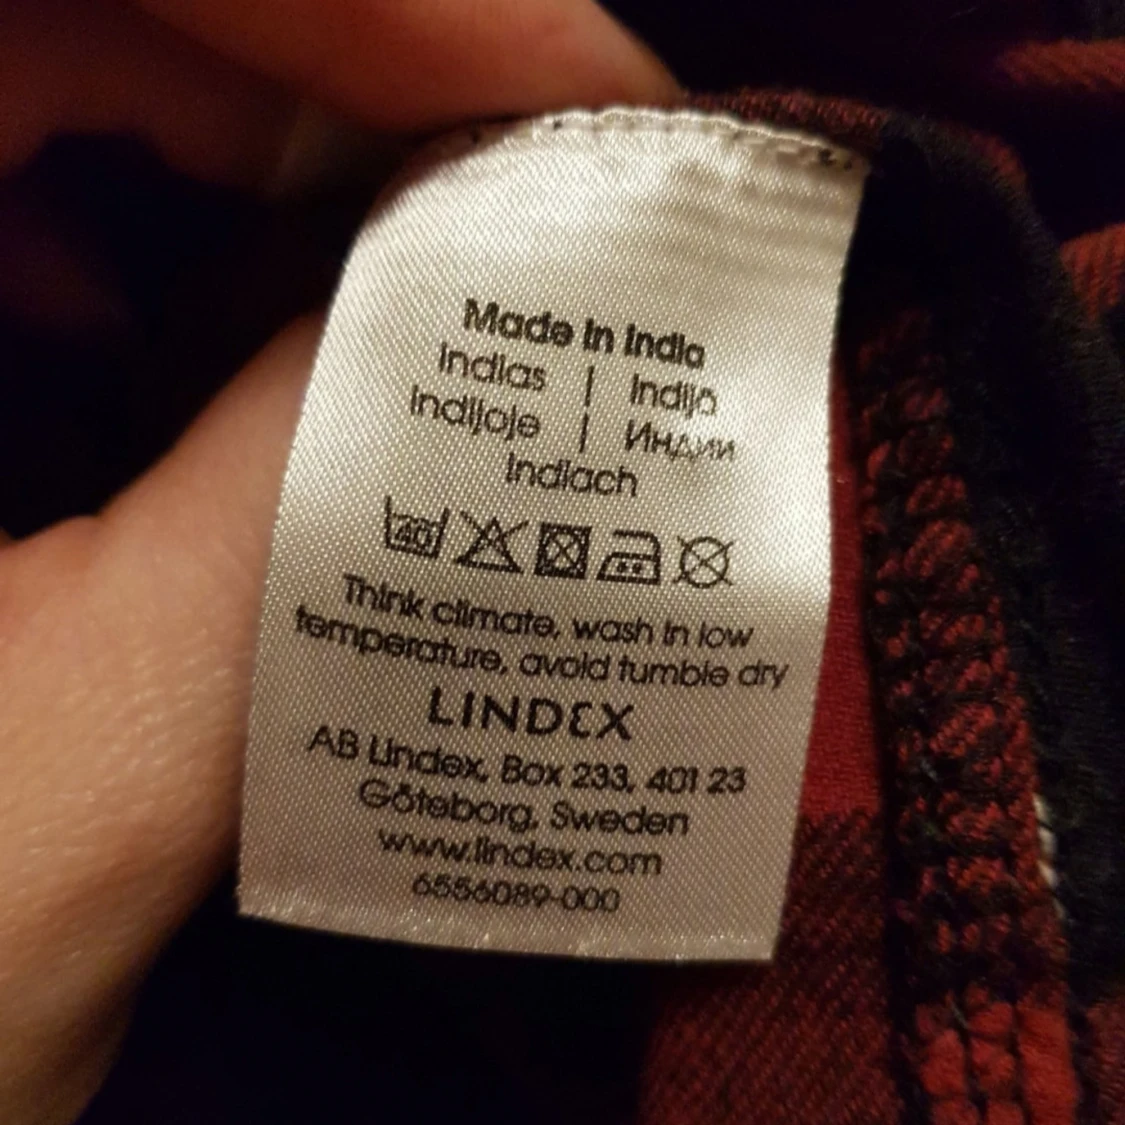 Made in India
Indias | Indija
Indijoje | Индии
Indiach
40
Think climate, wash in low
temperature, avoid tumble dry
LINDEX
AB Lindex, Box 233, 401 23
Göteborg, Sweden
www.lindex.com
6556089-000